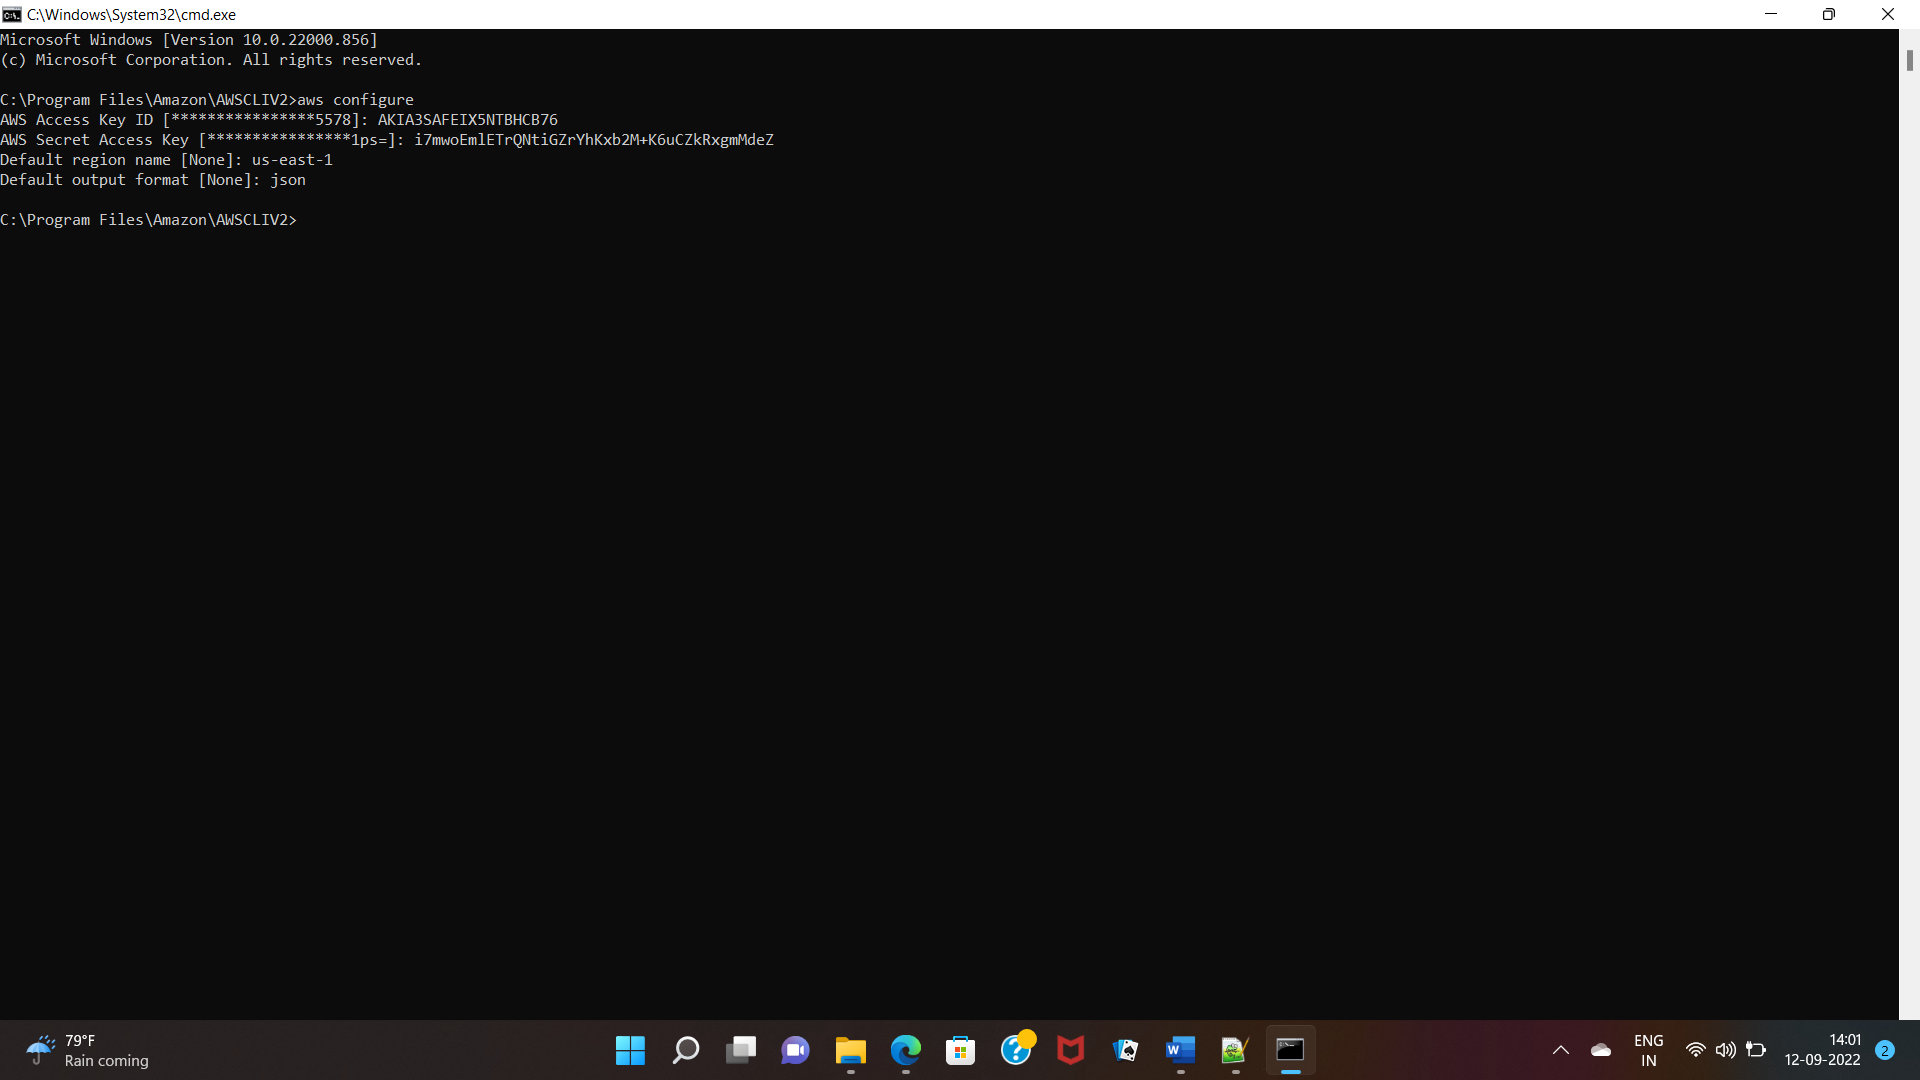 C:\Windows\System32\cmd.exe
Microsoft Windows [Version 10.0.22000.856]
(c) Microsoft Corporation. All rights reserved.
C:\Program Files\Amazon\AWSCLIV2>aws configure
AWS Access Key ID [****************5578]: AKIA3SAFEIX5NTBHCB76
AWS Secret Access Key [****************1ps=]: 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
Default region name [None]: us-east-1
Default output format [None]: json
C:\Program Files\Amazon\AWSCLIV2>
79°F
Rain coming
ENG
IN
14:01
12-09-2022
2